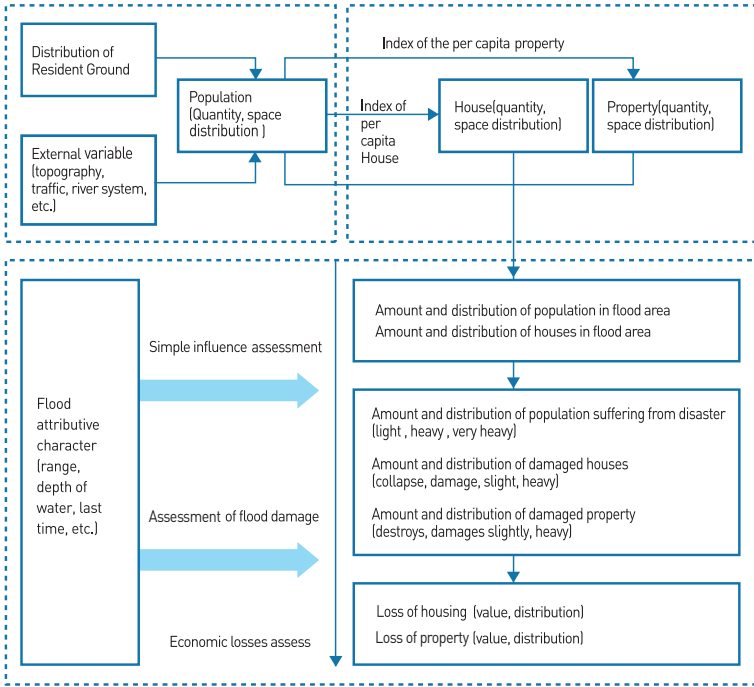 Distribution of
Resident Ground
External variable
(topography,
traffic, river system,
etc.)
Population
(Quantity, space
distribution )
Index of the per capita property
Index of
per
capita
House
House(quantity,
space distribution)
Property(quantity,
space distribution)
Flood
attributive
character
(range,
depth of
water, last
time, etc.)
Simple influence assessment
Assessment of flood damage
Economic losses assess
Amount and distribution of population in flood area
Amount and distribution of houses in flood area
Amount and distribution of population suffering from disaster
(light , heavy , very heavy)
Amount and distribution of damaged houses
(collapse, damage, slight, heavy)
Amount and distribution of damaged property
(destroys, damages slightly, heavy)
Loss of housing (value, distribution)
Loss of property (value, distribution)